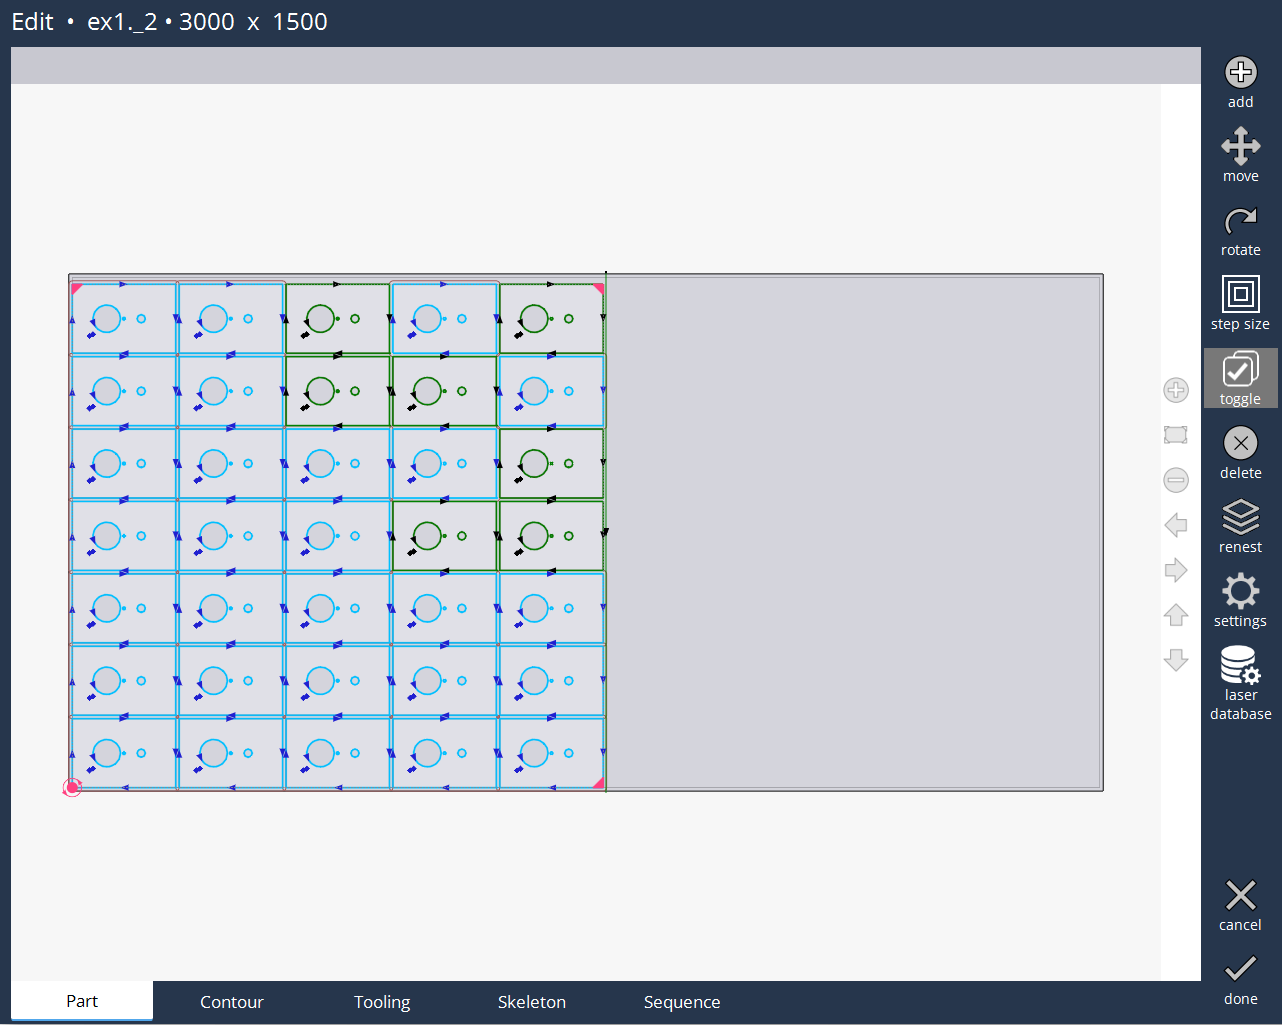 Edit • ex1._2 • 3000 x 1500
add
move
rotate
step size
toggle
delete
renest
settings
laser
database
cancel
done
Part
Contour
Tooling
Skeleton
Sequence